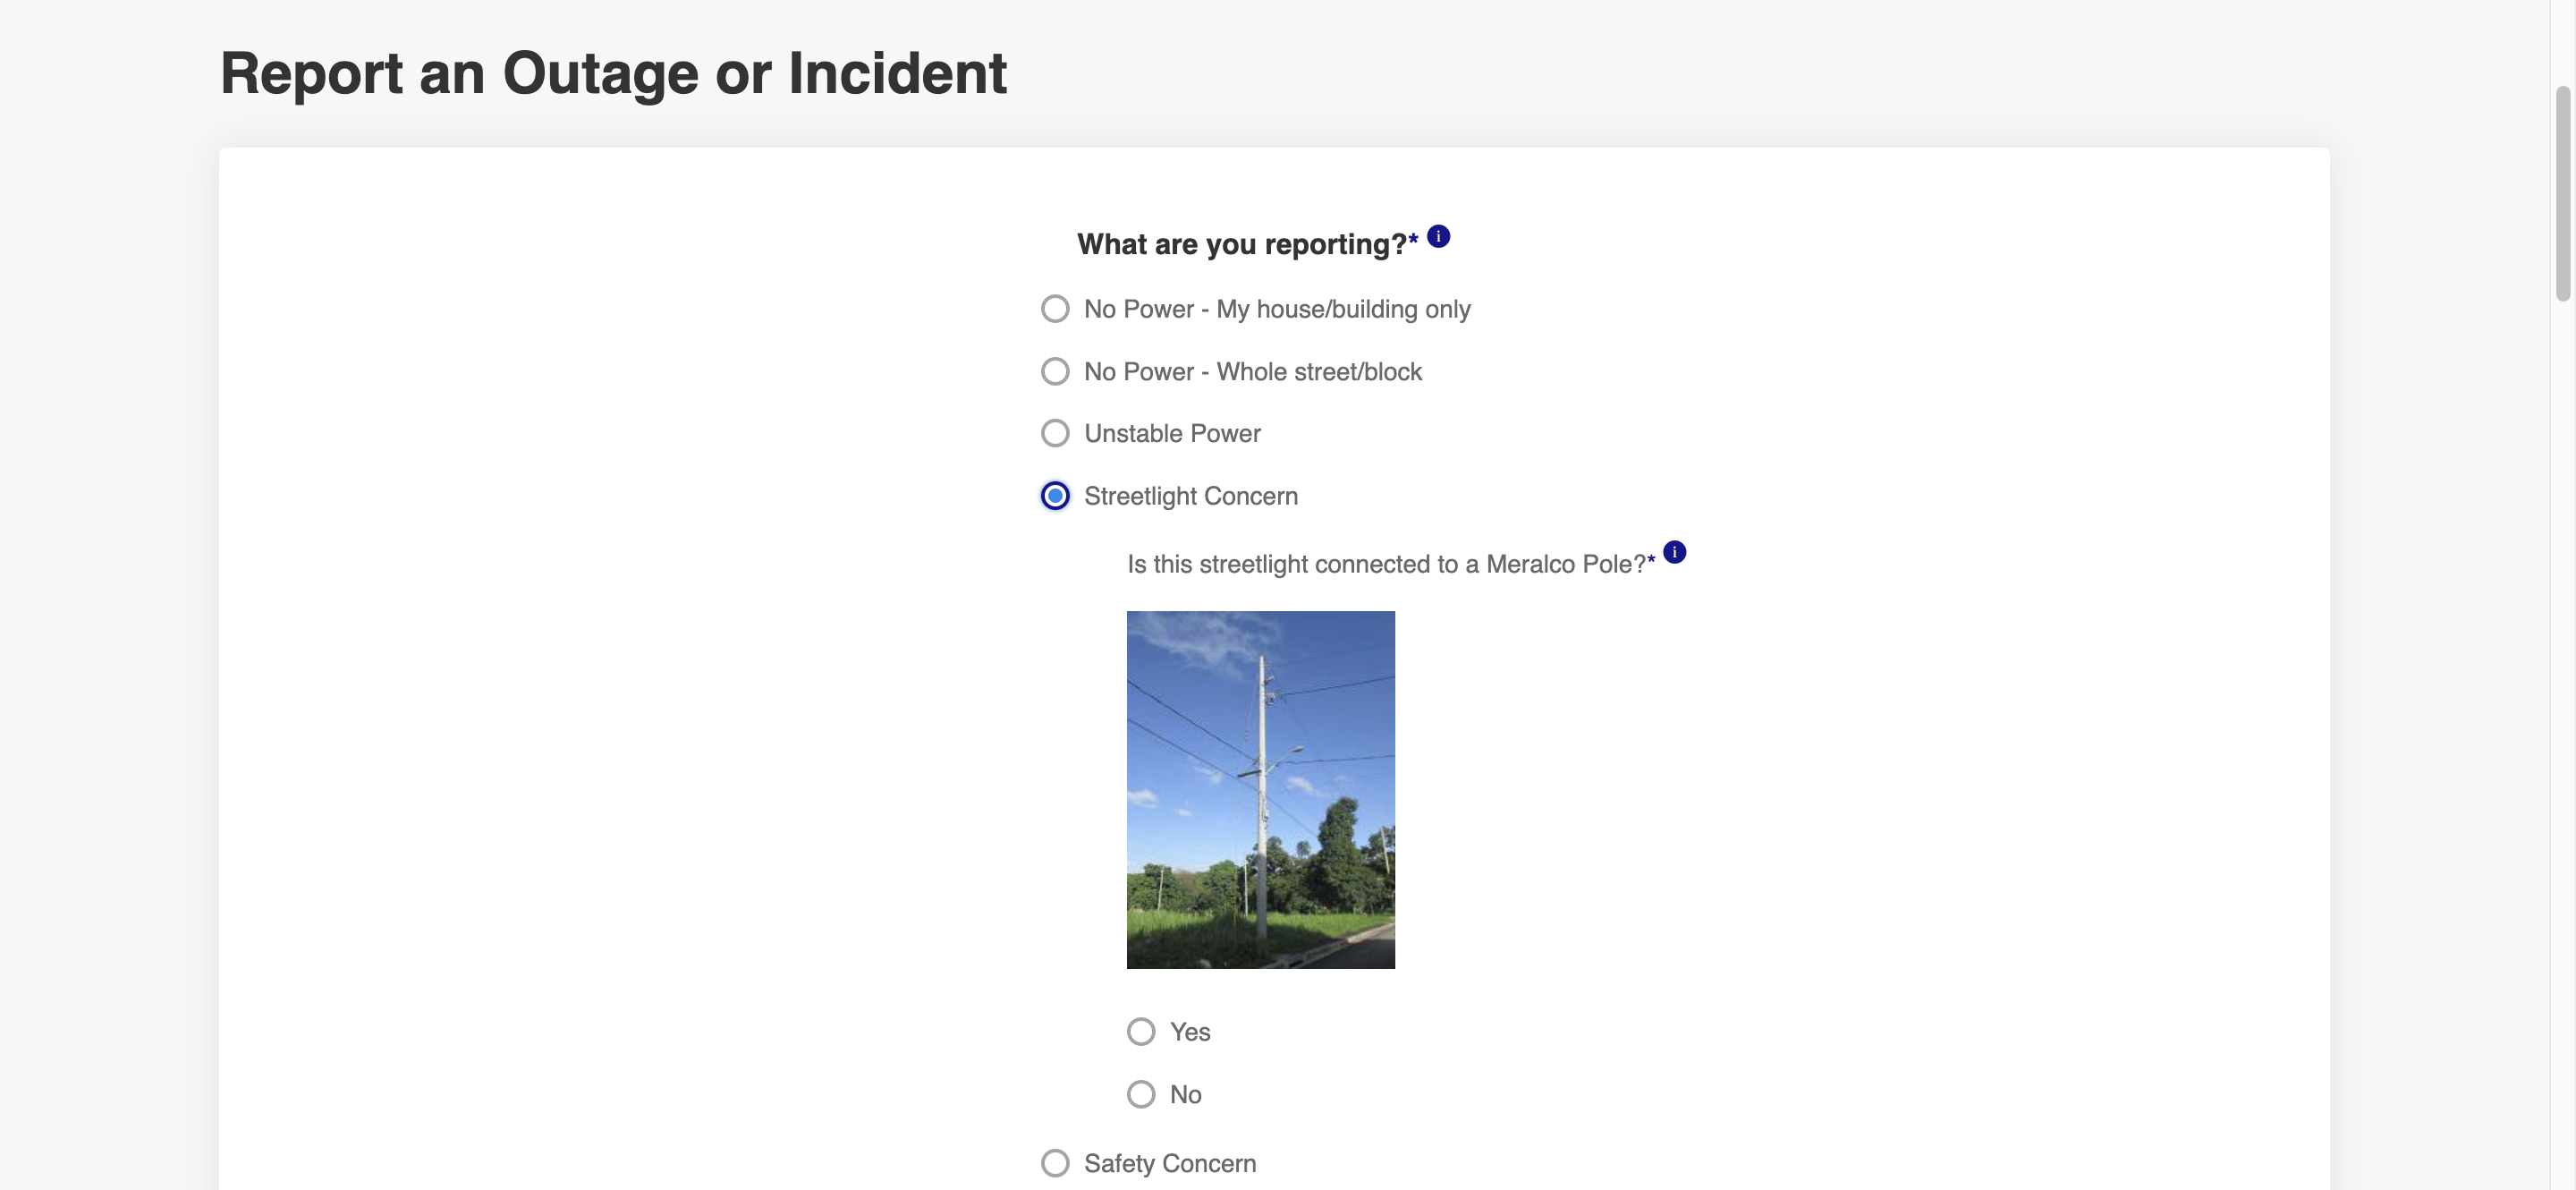 Report an Outage or Incident
What are you reporting?* i
No Power - My house/building only
No Power - Whole street/block
Unstable Power
Streetlight Concern
Is this streetlight connected to a Meralco Pole?* i
Yes
No
Safety Concern